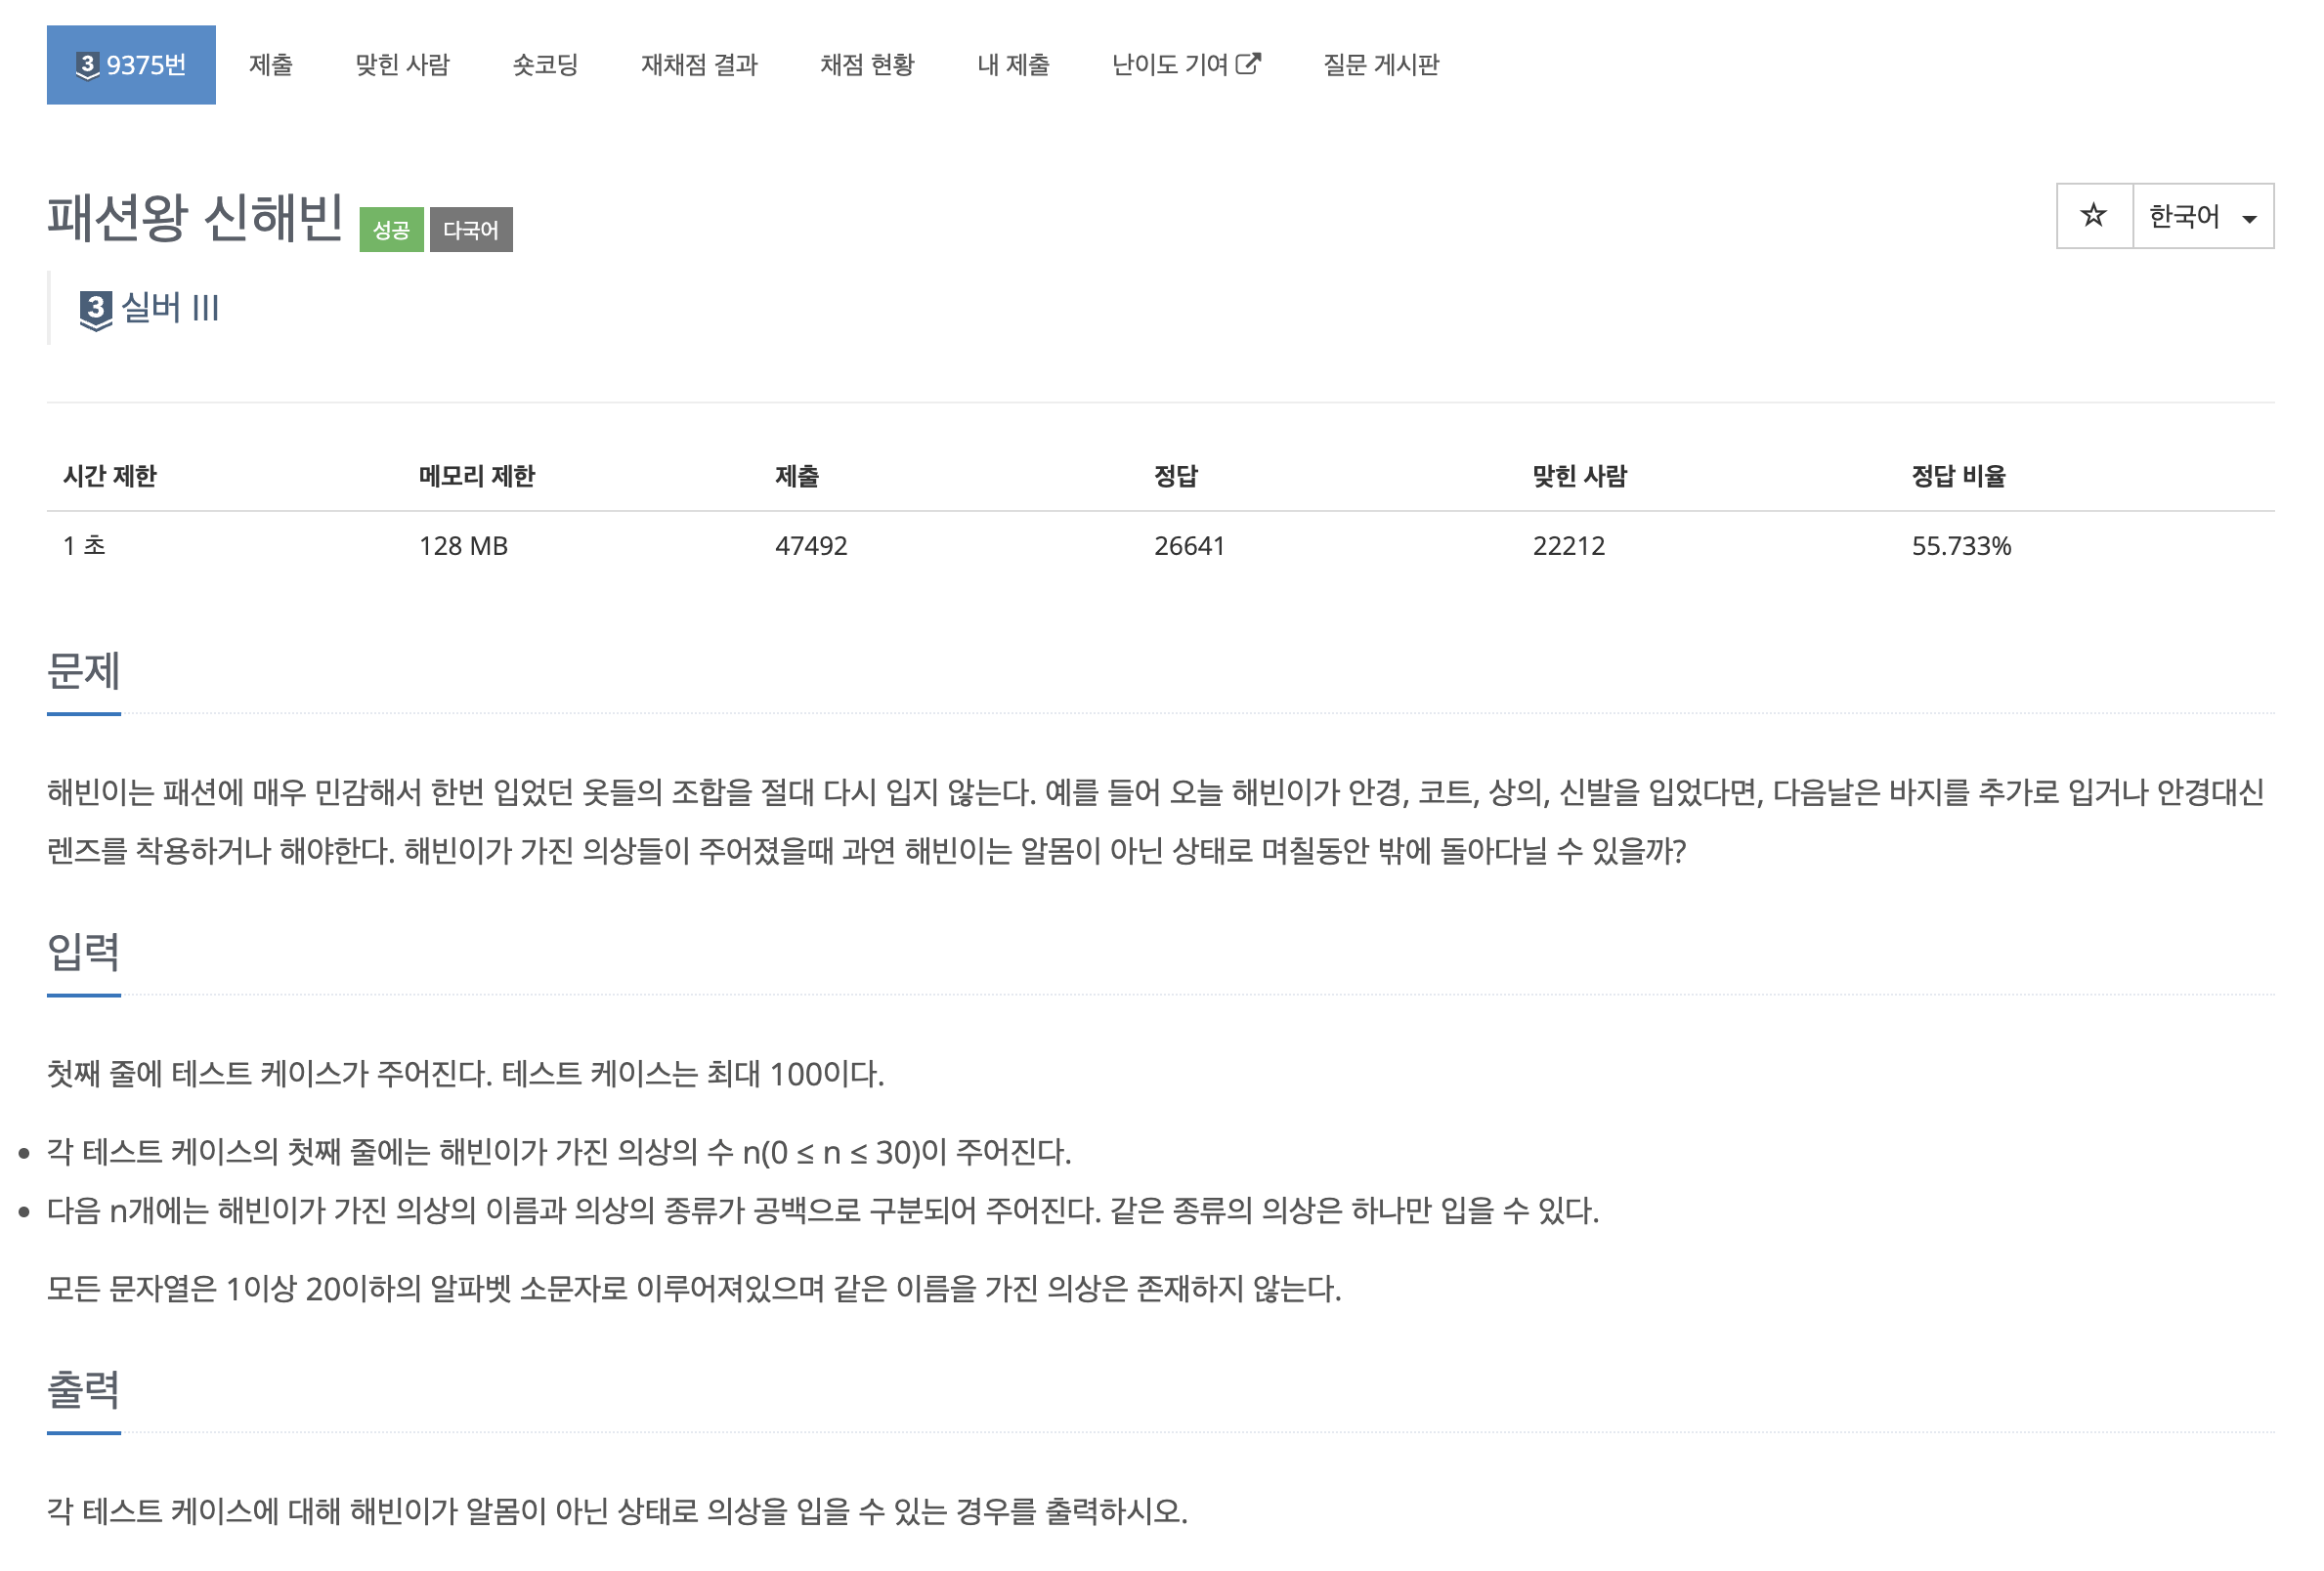 3 9375번 제출 맞힌 사람 숏코딩 재채점 결과 채점 현황 내 제출 난이도 기여 질문 게시판
패션왕 신해빈 성공 다국어 ☆ 한국어
3 실버 III
시간 제한 메모리 제한 제출 정답 맞힌 사람 정답 비율
1 초 128 MB 47492 26641 22212 55.733%
문제
해빈이는 패션에 매우 민감해서 한번 입었던 옷들의 조합을 절대 다시 입지 않는다. 예를 들어 오늘 해빈이가 안경, 코트, 상의, 신발을 입었다면, 다음날은 바지를 추가로 입거나 안경대신
렌즈를 착용하거나 해야한다. 해빈이가 가진 의상들이 주어졌을때 과연 해빈이는 알몸이 아닌 상태로 며칠동안 밖에 돌아다닐 수 있을까?
입력
첫째 줄에 테스트 케이스가 주어진다. 테스트 케이스는 최대 100이다.
• 각 테스트 케이스의 첫째 줄에는 해빈이가 가진 의상의 수 n(0 ≤ n ≤ 30)이 주어진다.
• 다음 n개에는 해빈이가 가진 의상의 이름과 의상의 종류가 공백으로 구분되어 주어진다. 같은 종류의 의상은 하나만 입을 수 있다.
모든 문자열은 1이상 20이하의 알파벳 소문자로 이루어져있으며 같은 이름을 가진 의상은 존재하지 않는다.
출력
각 테스트 케이스에 대해 해빈이가 알몸이 아닌 상태로 의상을 입을 수 있는 경우를 출력하시오.